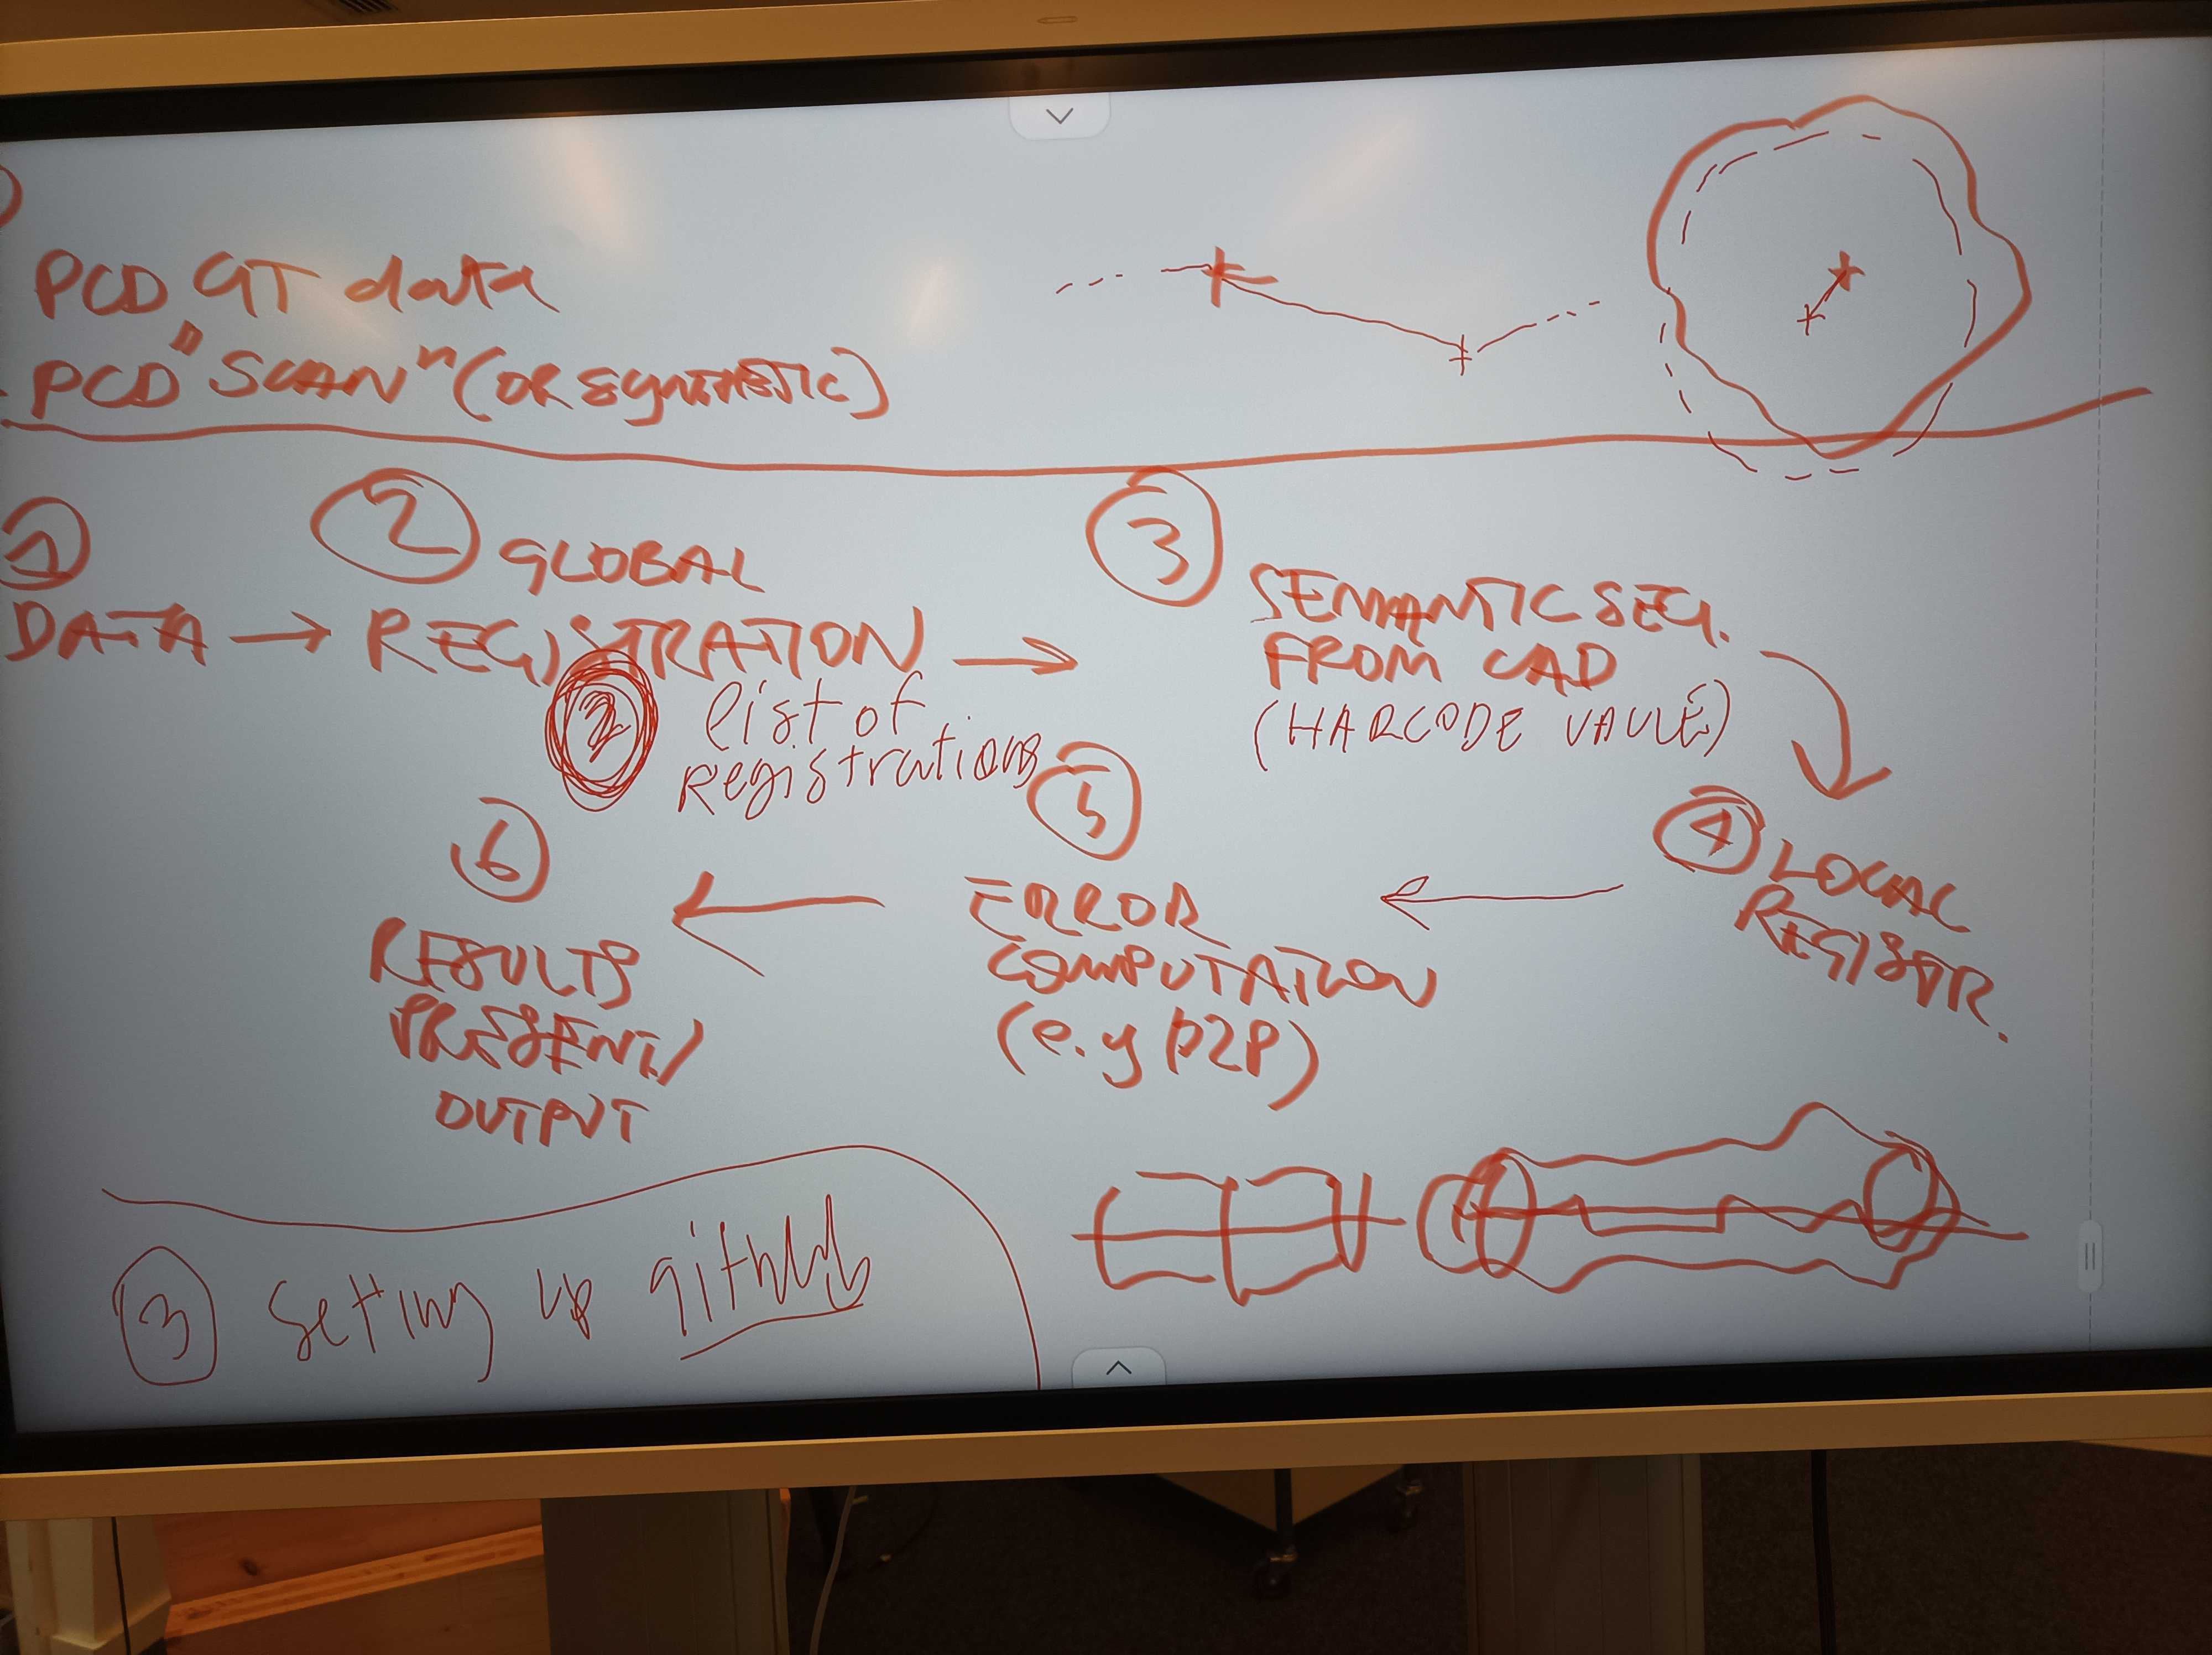 PCD GT data
PCD "SCAN" (OR SYNTHETIC)
1
DATA →
2
GLOBAL
REGISTRATION →
2 list of
registrations
3
SEMANTIC SEG.
FROM CAD
(HARCODE VAULE)
4
LOCAL
REGISTR.
5
ERROR
COMPUTATION
(e.g P2P)
6
RESULTS
PRESENT/
OUTPUT
3 Setting up github